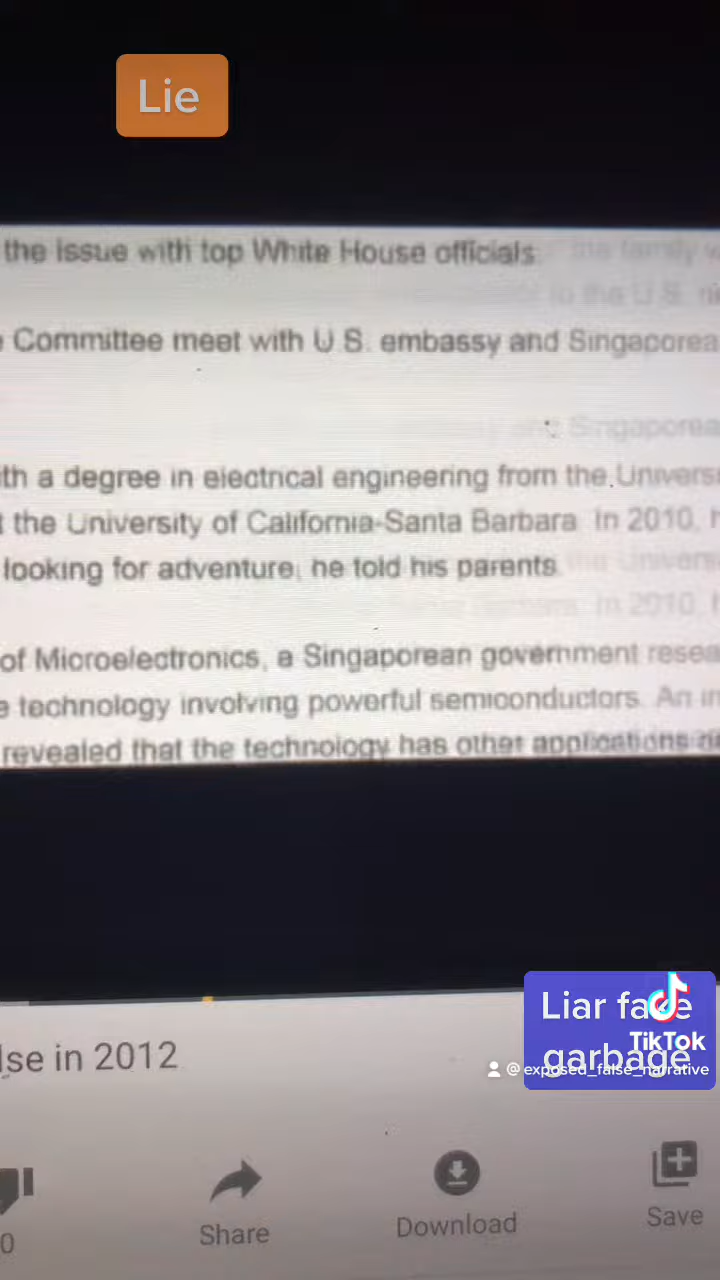 Lie
the issue with top White House officials.
Committee meet with U.S. embassy and Singaporea
th a degree in electrical engineering from the Univers
the University of California-Santa Barbara. In 2010, h
looking for adventure, he told his parents.
of Microelectronics, a Singaporean government resea
e technology involving powerful semiconductors. An in
revealed that the technology has other applications
Liar fake
garbage
TikTok
@exposed_false_narrative
lse in 2012
0
Share
Download
Save